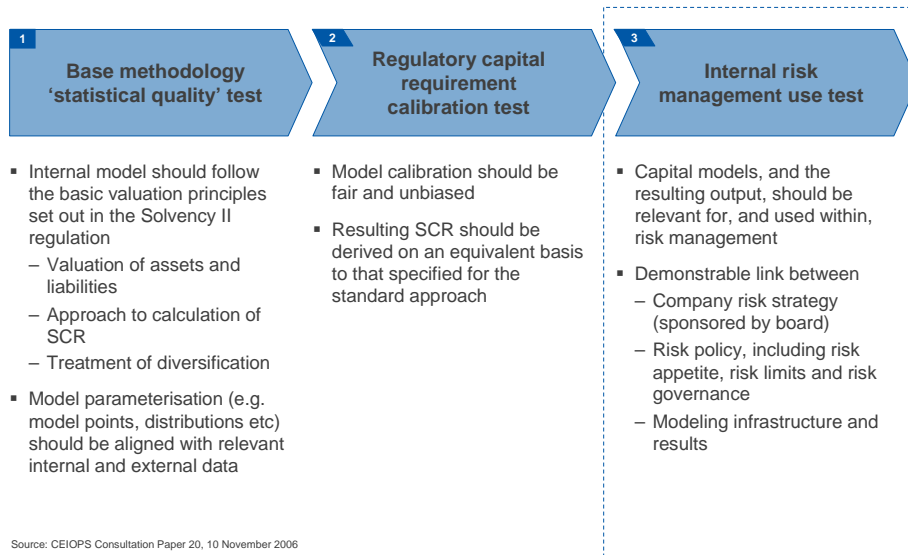 1
Base methodology
‘statistical quality’ test
▪ Internal model should follow
the basic valuation principles
set out in the Solvency II
regulation
– Valuation of assets and
liabilities
– Approach to calculation of
SCR
– Treatment of diversification
▪ Model parameterisation (e.g.
model points, distributions etc)
should be aligned with relevant
internal and external data
2
Regulatory capital
requirement
calibration test
▪ Model calibration should be
fair and unbiased
▪ Resulting SCR should be
derived on an equivalent basis
to that specified for the
standard approach
3
Internal risk
management use test
▪ Capital models, and the
resulting output, should be
relevant for, and used within,
risk management
▪ Demonstrable link between
– Company risk strategy
(sponsored by board)
– Risk policy, including risk
appetite, risk limits and risk
governance
– Modeling infrastructure and
results
Source: CEIOPS Consultation Paper 20, 10 November 2006